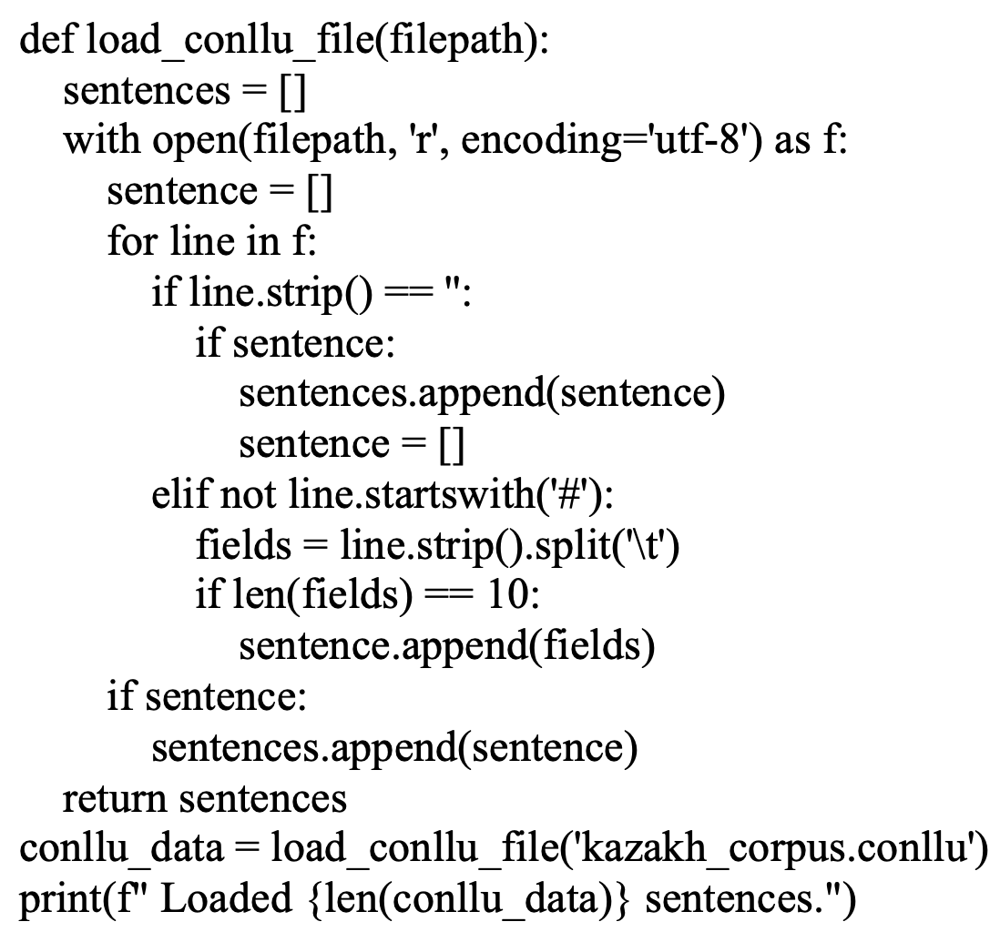 def load_conllu_file(filepath):
    sentences = []
    with open(filepath, 'r', encoding='utf-8') as f:
        sentence = []
        for line in f:
            if line.strip() == '':
                if sentence:
                    sentences.append(sentence)
                    sentence = []
            elif not line.startswith('#'):
                fields = line.strip().split('\t')
                if len(fields) == 10:
                    sentence.append(fields)
        if sentence:
            sentences.append(sentence)
    return sentences
conllu_data = load_conllu_file('kazakh_corpus.conllu')
print(f" Loaded {len(conllu_data)} sentences.")